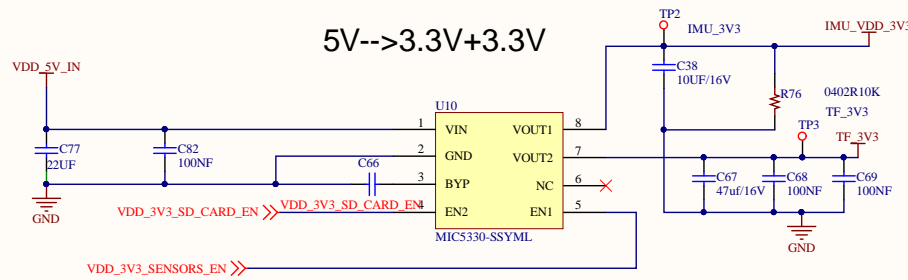 5V-->3.3V+3.3V
TP2
IMU_3V3
IMU_VDD_3V3
VDD_5V_IN
C38
10UF/16V
R76
0402R10K
TF_3V3
TP3
TF_3V3
U10
1
VIN
VOUT1
8
2
GND
VOUT2
7
3
BYP
NC
6
4
EN2
EN1
5
MIC5330-SSYML
C77
22UF
C82
100NF
C66
C67
47uf/16V
C68
100NF
C69
100NF
GND
VDD_3V3_SD_CARD_EN
VDD_3V3_SD_CARD_EN
GND
VDD_3V3_SENSORS_EN